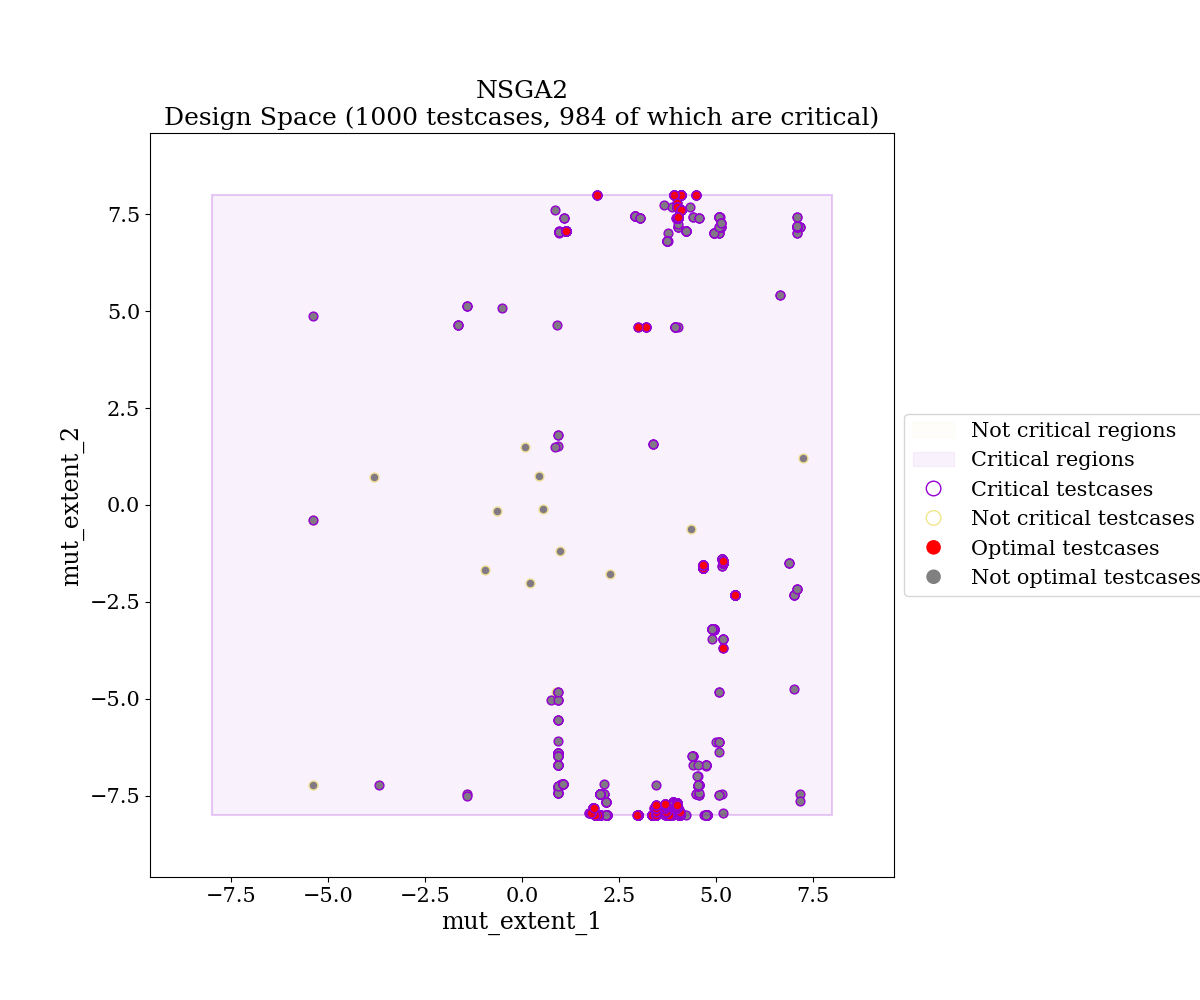 NSGA2
Design Space (1000 testcases, 984 of which are critical)
7.5
5.0
2.5
0.0
−2.5
−5.0
−7.5
mut_extent_2
−7.5
−5.0
−2.5
0.0
2.5
5.0
7.5
mut_extent_1
Not critical regions
Critical regions
Critical testcases
Not critical testcases
Optimal testcases
Not optimal testcases